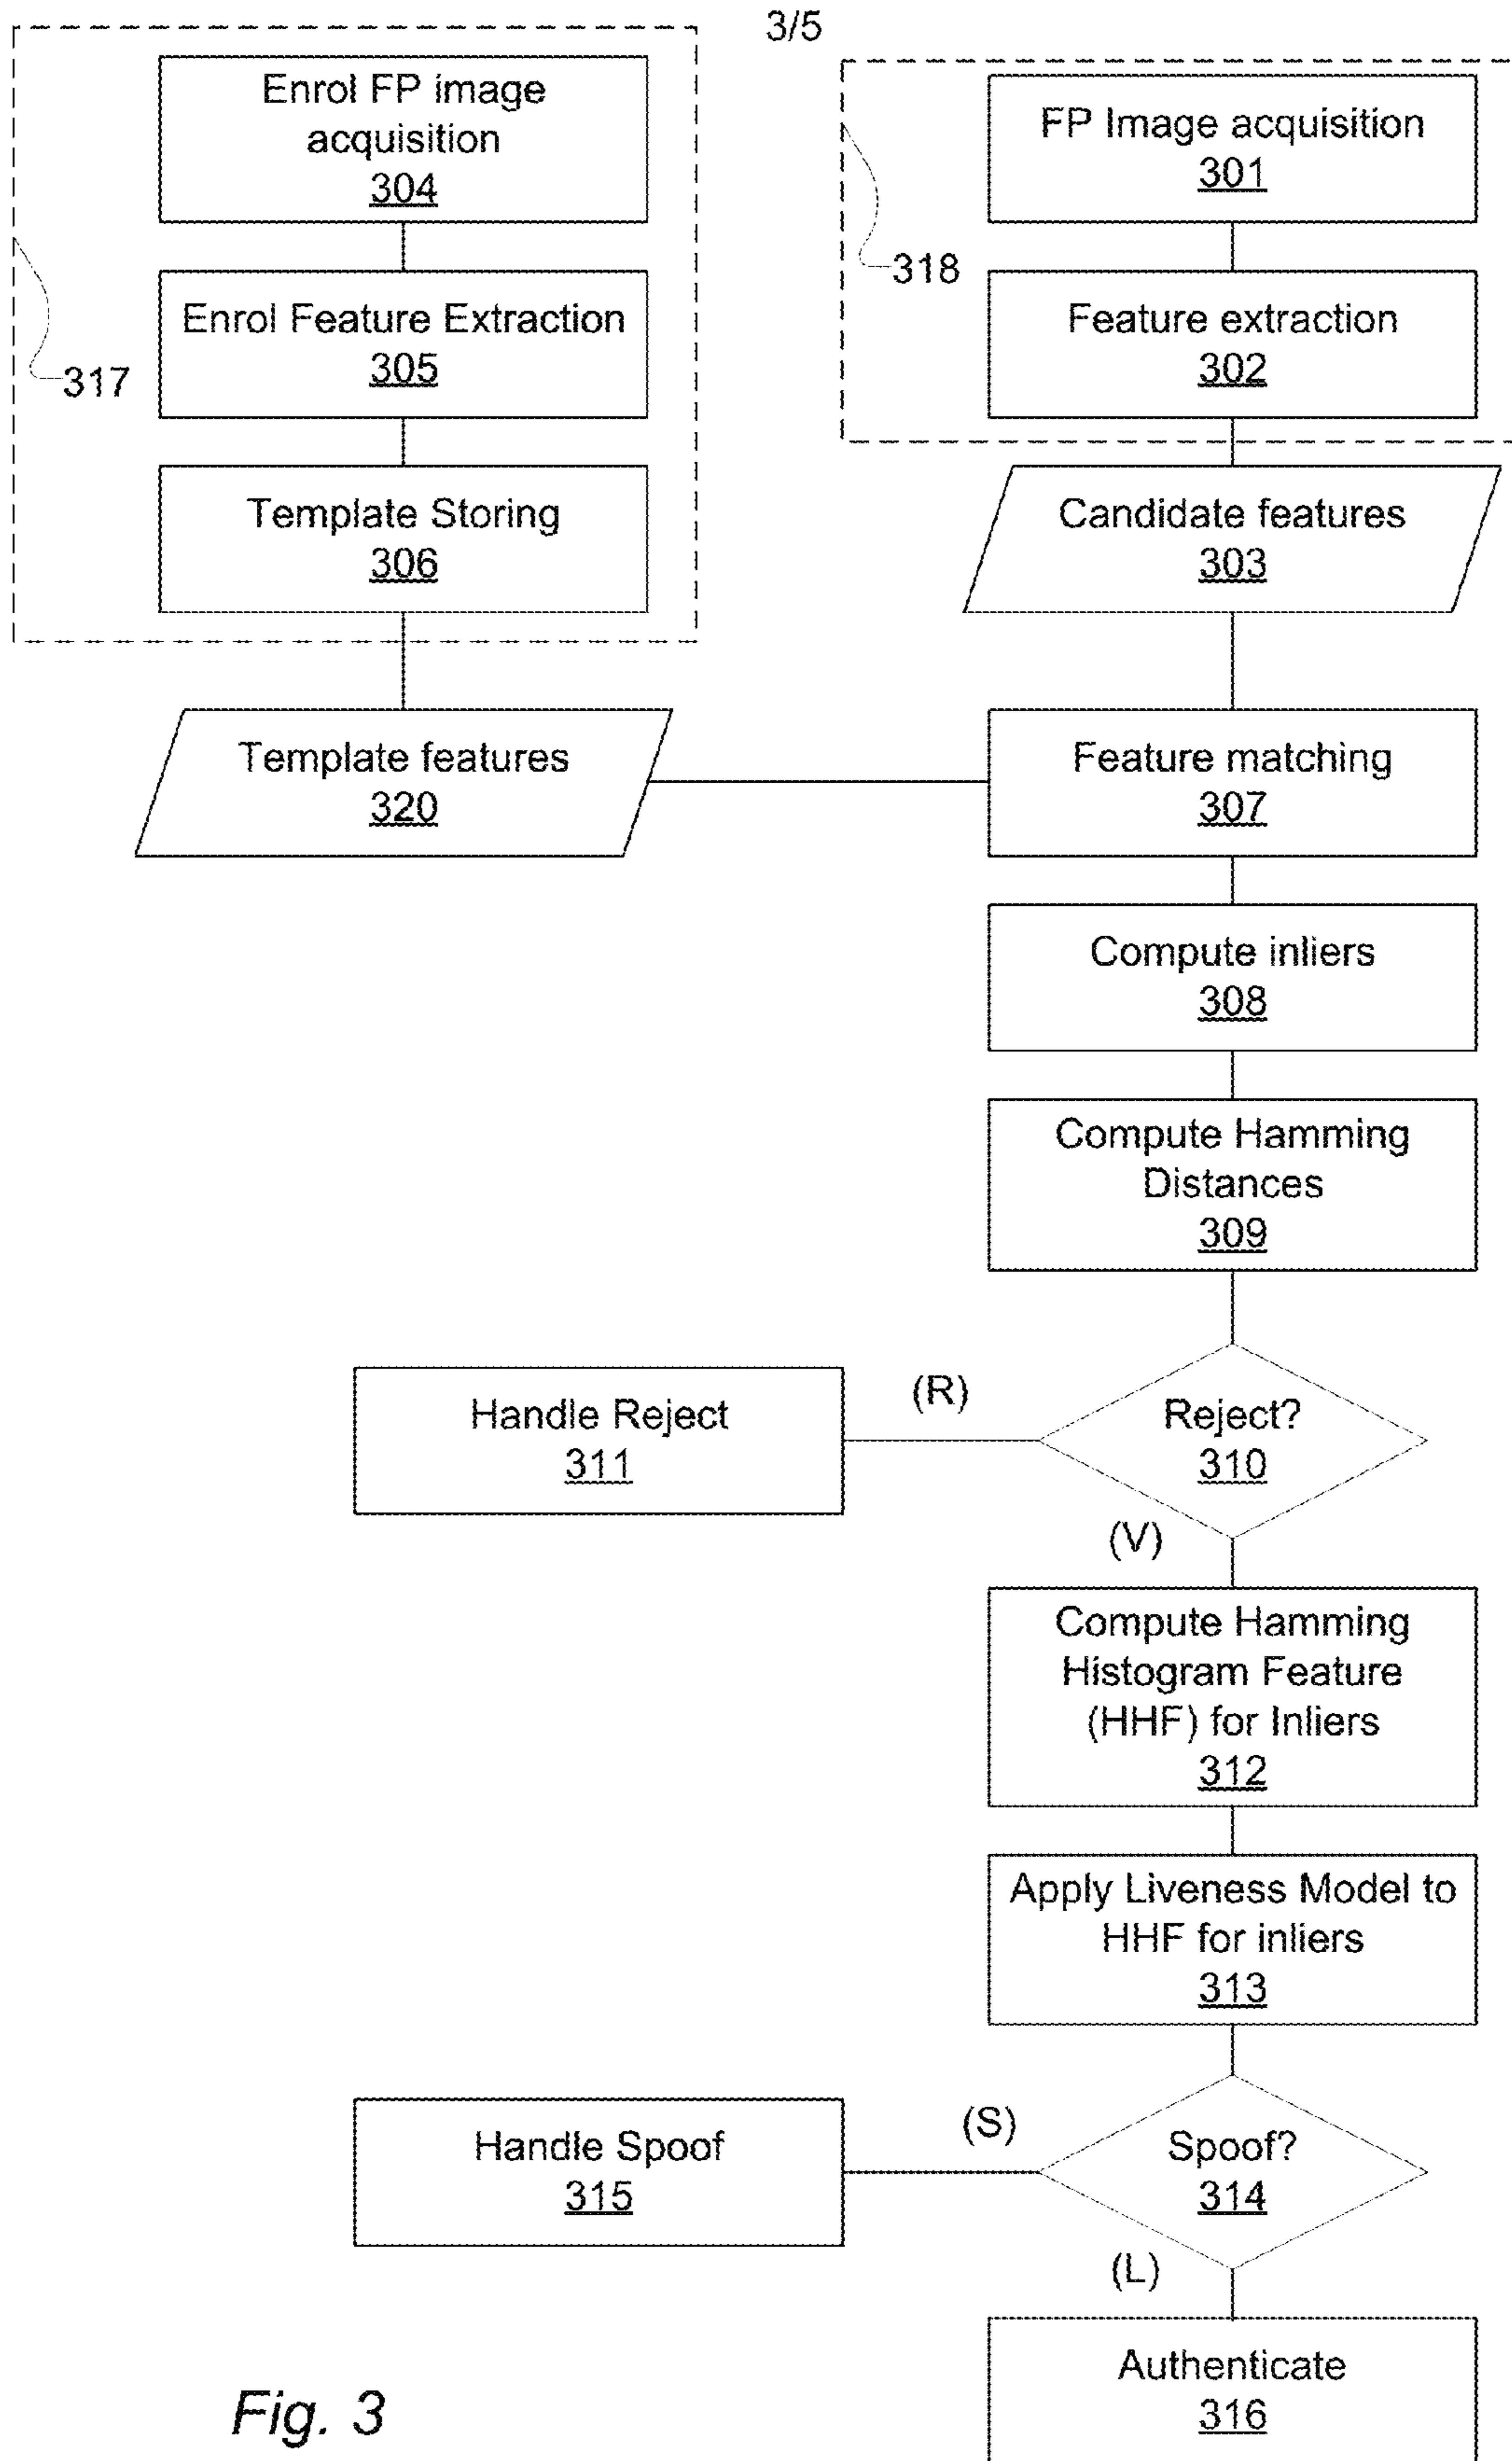 3/5
Enrol FP image
acquisition
304
Enrol Feature Extraction
305
317
Template Storing
306
Template features
320
FP Image acquisition
301
318
Feature extraction
302
Candidate features
303
Feature matching
307
Compute inliers
308
Compute Hamming
Distances
309
Reject?
310
(R)
Handle Reject
311
(V)
Compute Hamming
Histogram Feature
(HHF) for Inliers
312
Apply Liveness Model to
HHF for inliers
313
Spoof?
314
(S)
Handle Spoof
315
(L)
Authenticate
316
Fig. 3